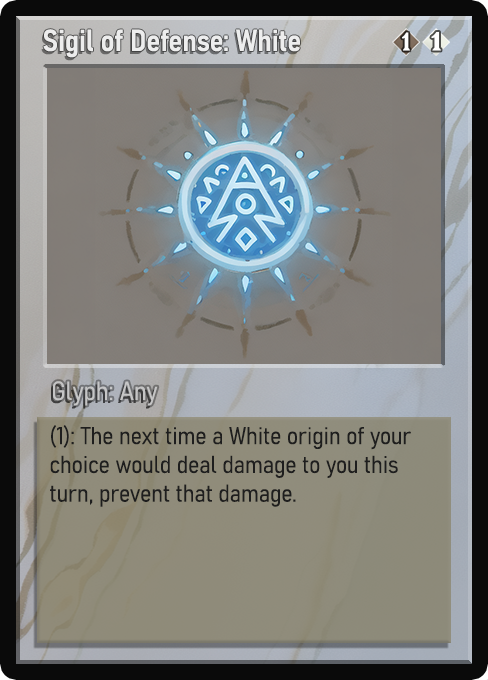 Sigil of Defense: White 1 1
Glyph: Any
(1): The next time a White origin of your
choice would deal damage to you this
turn, prevent that damage.